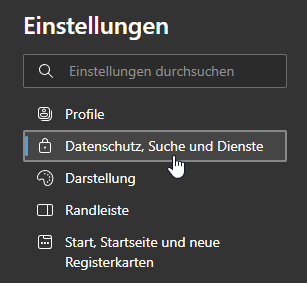 Einstellungen
Einstellungen durchsuchen
Profile
Datenschutz, Suche und Dienste
Darstellung
Randleiste
Start, Startseite und neue
Registerkarten